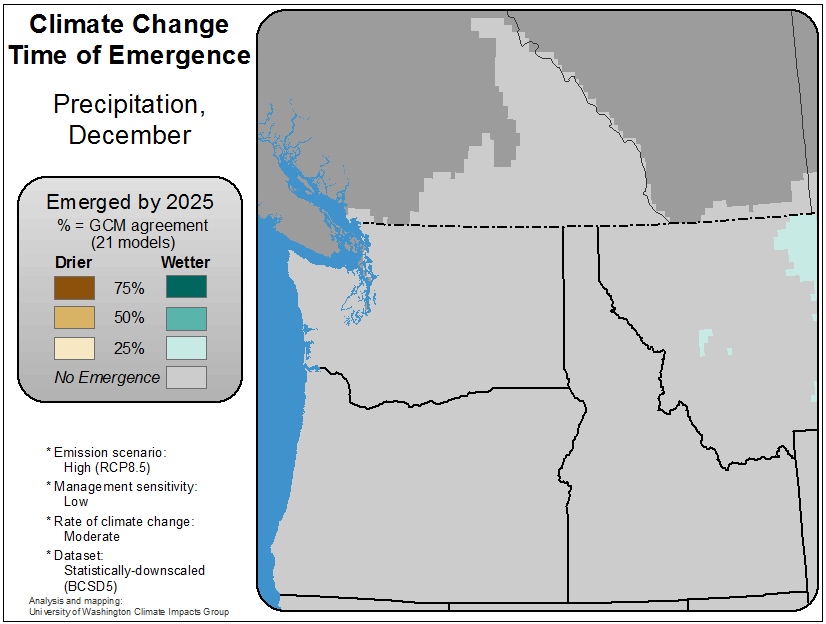 Climate Change
Time of Emergence
Precipitation,
December
Emerged by 2025
% = GCM agreement
(21 models)
Drier Wetter
75%
50%
25%
No Emergence
* Emission scenario:
High (RCP8.5)
* Management sensitivity:
Low
* Rate of climate change:
Moderate
* Dataset:
Statistically-downscaled
(BCSD5)
Analysis and mapping:
University of Washington Climate Impacts Group